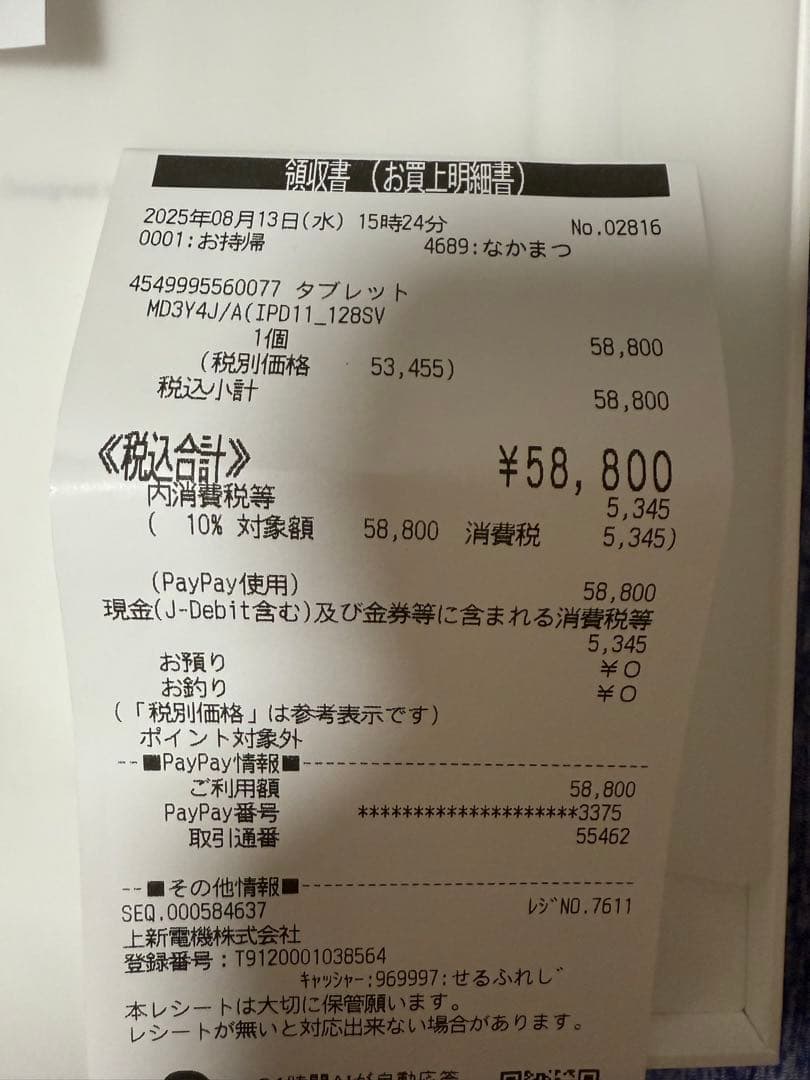 領収書 (お買上明細書)
2025年08月13日(水) 15時24分 No.02816
0001:お持帰 4689:なかまつ
4549995560077 タブレット
MD3Y4J/A(IPD11_128SV
1個 58,800
(税別価格 53,455)
税込小計 58,800
≪税込合計≫ ¥58,800
内消費税等 5,345
( 10% 対象額 58,800 消費税 5,345)
(PayPay使用) 58,800
現金(J-Debit含む)及び金券等に含まれる消費税等
5,345
お預り ¥0
お釣り ¥0
(「税別価格」は参考表示です)
ポイント対象外
--■PayPay情報■--------------------------------
ご利用額 58,800
PayPay番号 ********************3375
取引通番 55462
--■その他情報■--------------------------------
SEQ.000584637 レジNO.7611
上新電機株式会社
登録番号:T9120001038564
キャッシャー:969997:せるふれじ
本レシートは大切に保管願います。
レシートが無いと対応出来ない場合があります。